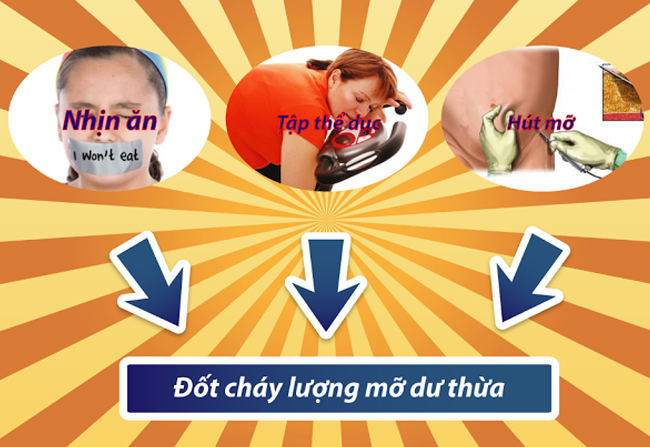 Nhịn ăn
I won't eat
Tập thể dục
Hút mỡ
Đốt cháy lượng mỡ dư thừa